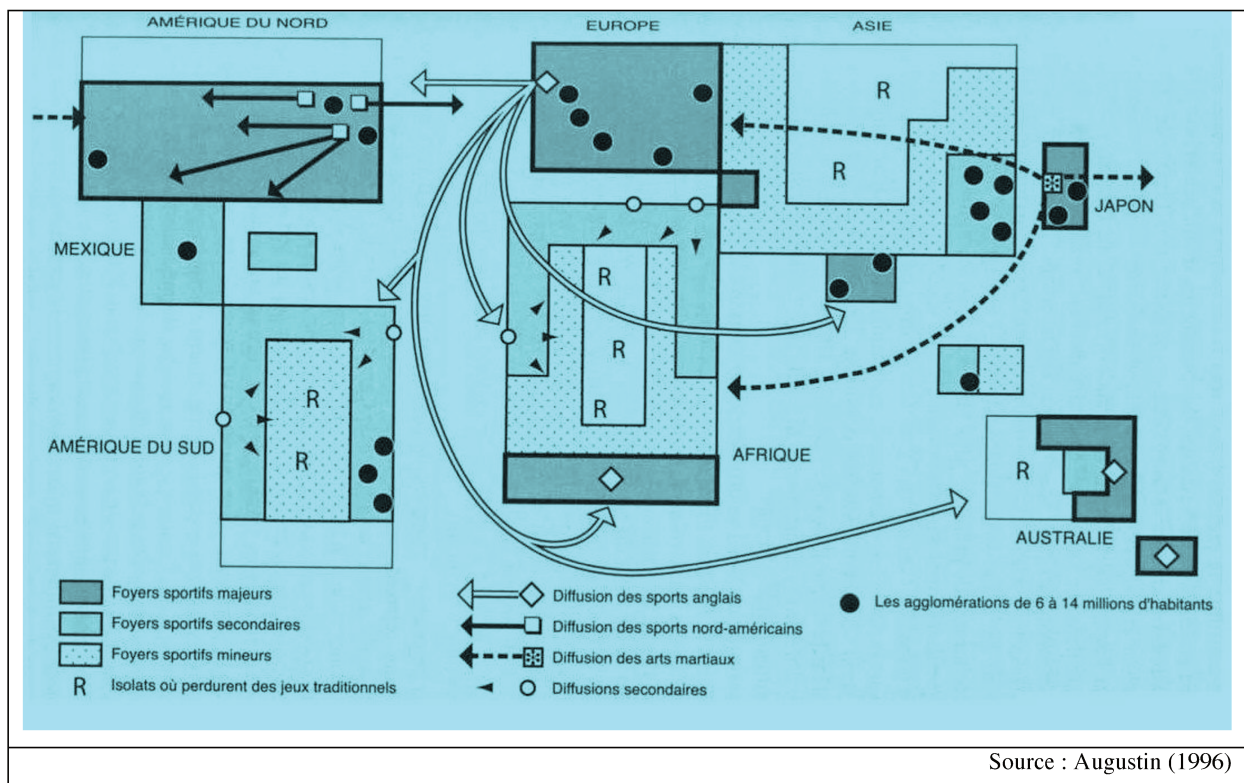 AMÉRIQUE DU NORD
EUROPE
ASIE
R
R
JAPON
MEXIQUE
R
R
R
R
R
AMÉRIQUE DU SUD
AFRIQUE
R
AUSTRALIE
Foyers sportifs majeurs
Foyers sportifs secondaires
Foyers sportifs mineurs
R Isolats où perdurent des jeux traditionnels
Diffusion des sports anglais
Diffusion des sports nord-américains
Diffusion des arts martiaux
Diffusions secondaires
Les agglomérations de 6 à 14 millions d'habitants
Source : Augustin (1996)